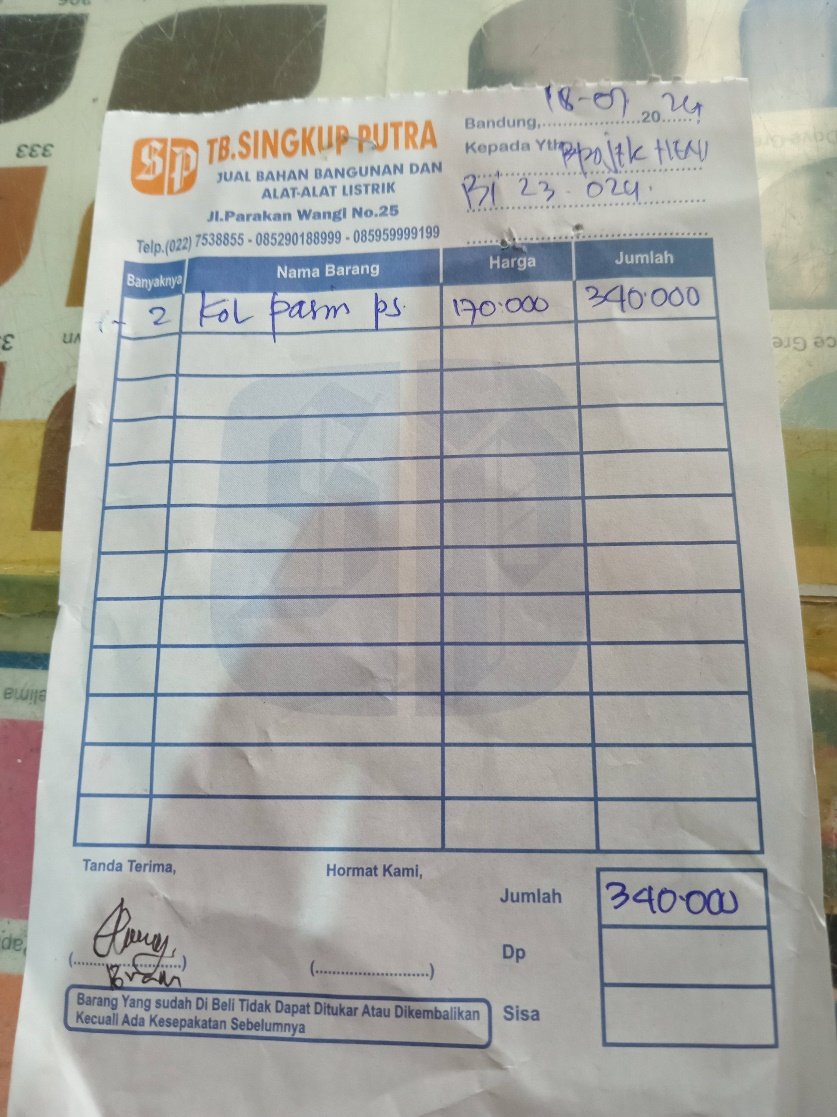 SP TB.SINGKUP PUTRA
JUAL BAHAN BANGUNAN DAN
ALAT-ALAT LISTRIK
Jl.Parakan Wangi No.25
Telp.(022) 7538855 - 085290188999 - 085959999199
Bandung, 18-07 20 24
Kepada Yth
B1 23.024.
Banyaknya Nama Barang Harga Jumlah
2 Kol pasm ps. 170.000 340.000
Tanda Terima, Hormat Kami,
Jumlah 340.000
Dp
Sisa
Barang Yang sudah Di Beli Tidak Dapat Ditukar Atau Dikembalikan
Kecuali Ada Kesepakatan Sebelumnya